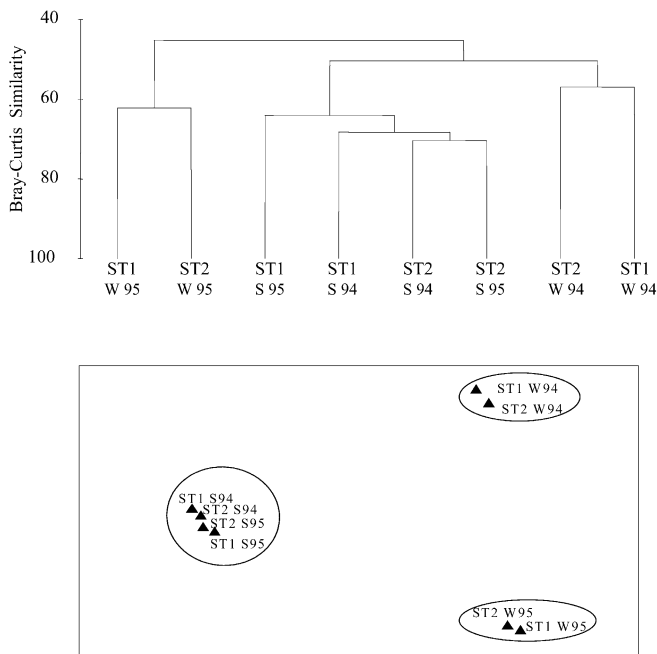 40
60
80
100
Bray-Curtis Similarity
ST1 ST2 ST1 ST1 ST2 ST2 ST2 ST1
W 95 W 95 S 95 S 94 S 94 S 95 W 94 W 94
ST1 W94
ST2 W94
ST1 S94
ST2 S94
ST2 S95
ST1 S95
ST2 W95
ST1 W95